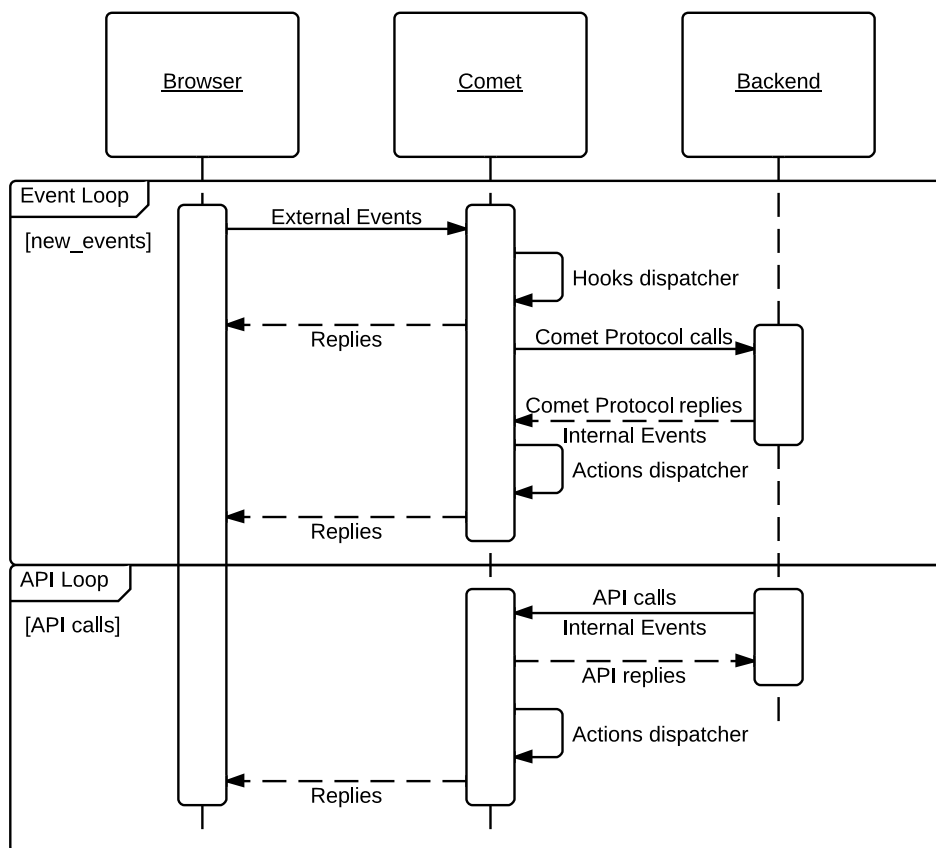 Browser
Comet
Backend
Event Loop
[new_events]
External Events
Hooks dispatcher
Replies
Comet Protocol calls
Comet Protocol replies
Internal Events
Actions dispatcher
Replies
API Loop
[API calls]
API calls
Internal Events
API replies
Actions dispatcher
Replies